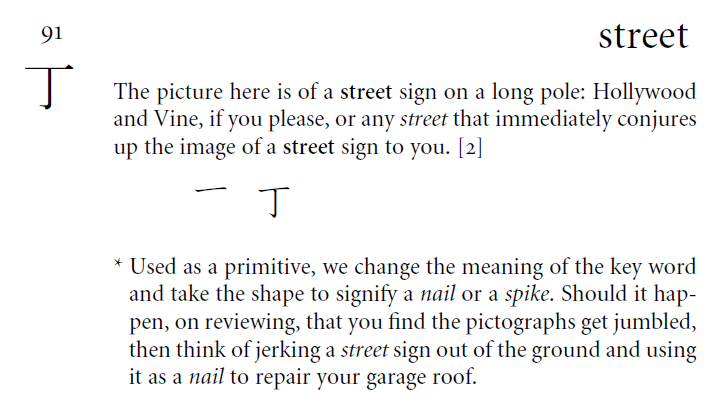 91
street
丁
The picture here is of a street sign on a long pole: Hollywood
and Vine, if you please, or any street that immediately conjures
up the image of a street sign to you. [2]
一 丁
* Used as a primitive, we change the meaning of the key word
and take the shape to signify a nail or a spike. Should it hap-
pen, on reviewing, that you find the pictographs get jumbled,
then think of jerking a street sign out of the ground and using
it as a nail to repair your garage roof.